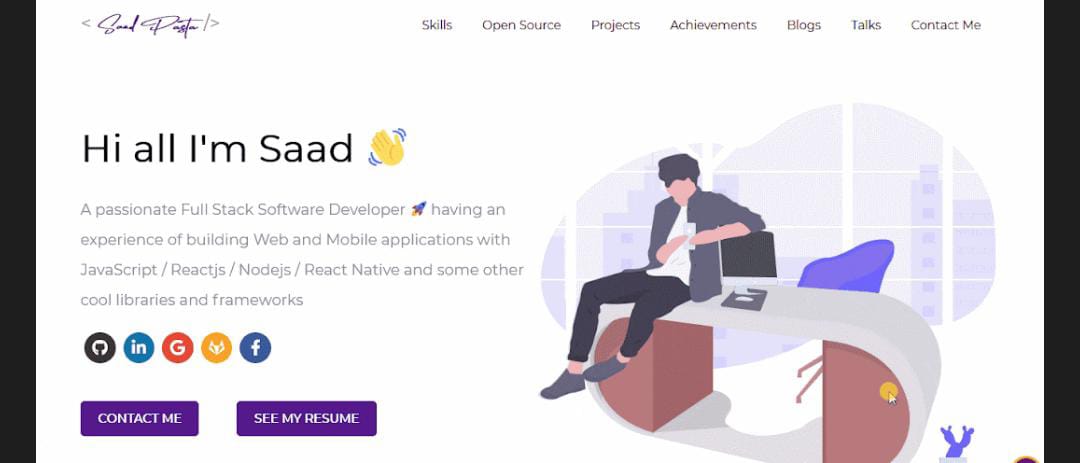 < Saad Pasta />
Skills
Open Source
Projects
Achievements
Blogs
Talks
Contact Me
Hi all I'm Saad 👋
A passionate Full Stack Software Developer 🚀 having an
experience of building Web and Mobile applications with
JavaScript / Reactjs / Nodejs / React Native and some other
cool libraries and frameworks
in
G
f
CONTACT ME
SEE MY RESUME